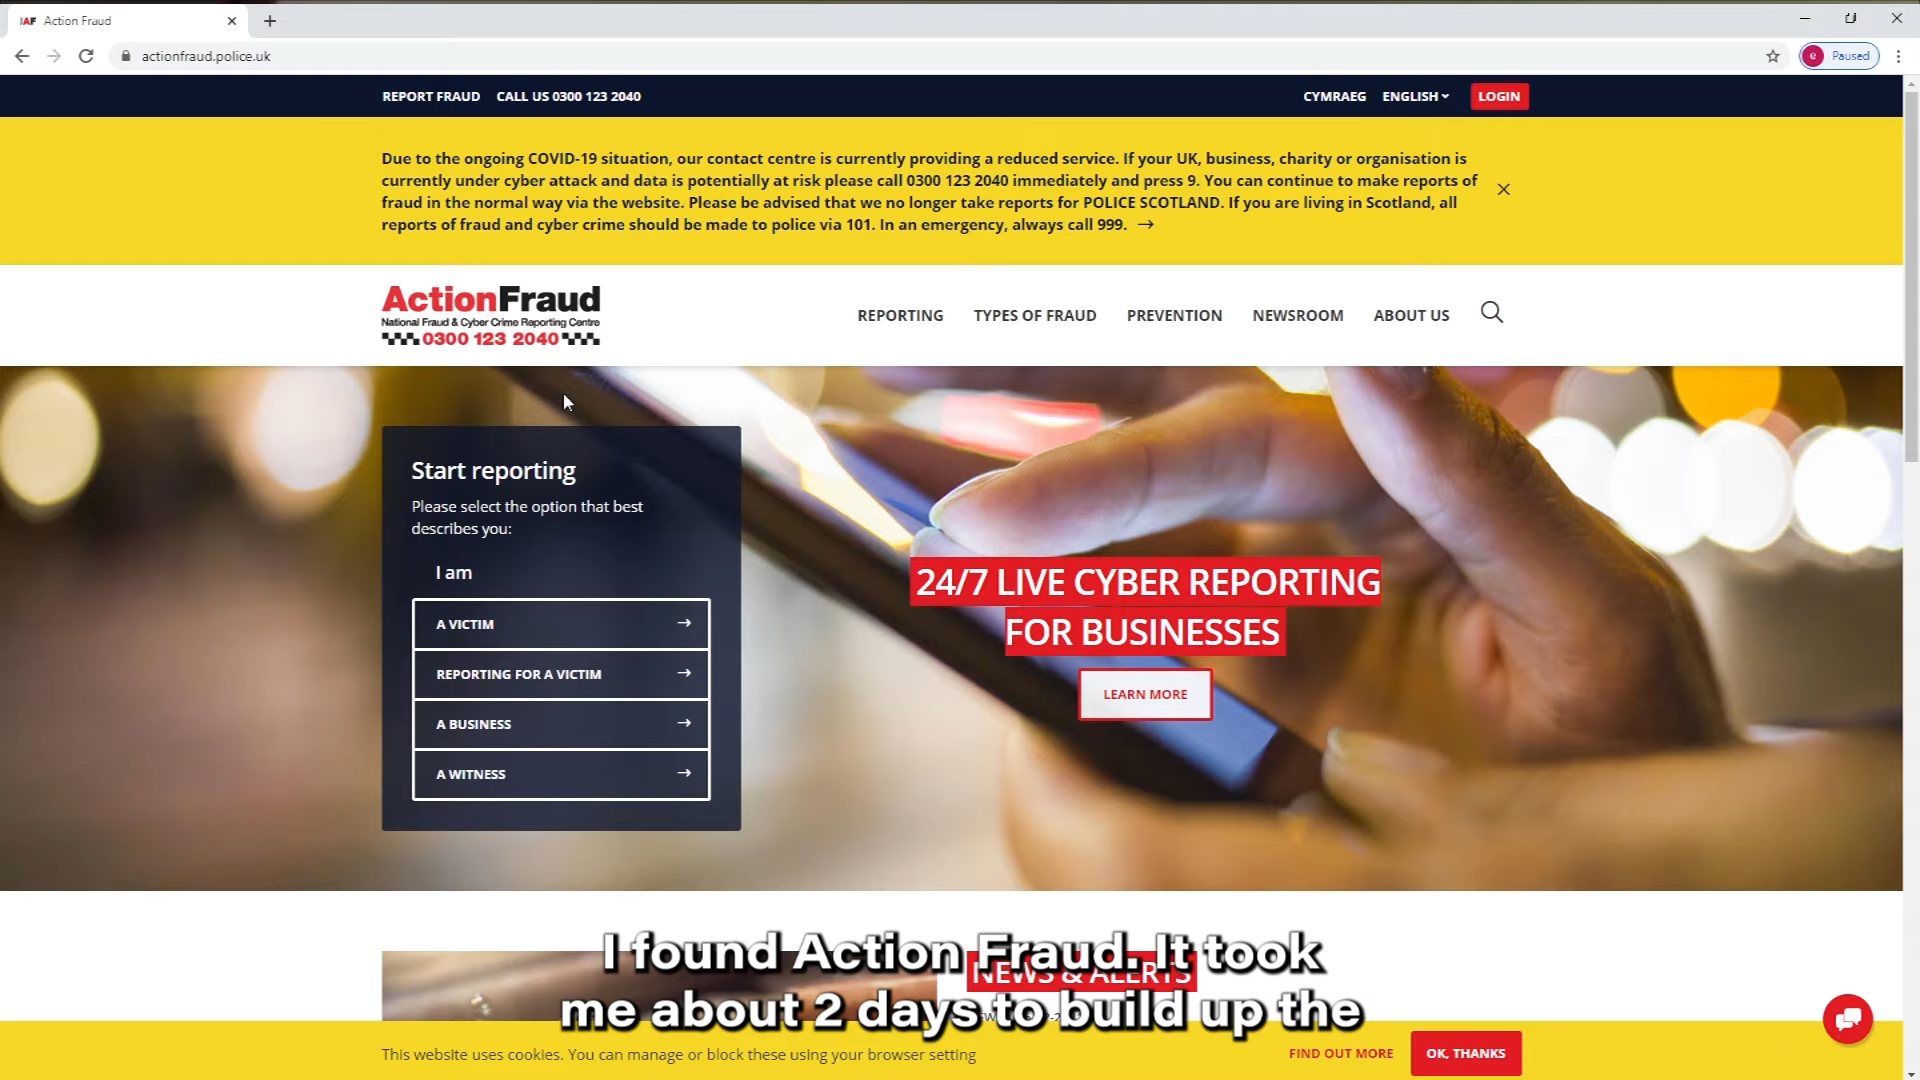 Action Fraud
actionfraud.police.uk
Paused
REPORT FRAUD CALL US 0300 123 2040
CYMRAEG ENGLISH LOGIN
Due to the ongoing COVID-19 situation, our contact centre is currently providing a reduced service. If your UK, business, charity or organisation is
currently under cyber attack and data is potentially at risk please call 0300 123 2040 immediately and press 9. You can continue to make reports of
fraud in the normal way via the website. Please be advised that we no longer take reports for POLICE SCOTLAND. If you are living in Scotland, all
reports of fraud and cyber crime should be made to police via 101. In an emergency, always call 999. →
ActionFraud
National Fraud & Cyber Crime Reporting Centre
0300 123 2040
REPORTING TYPES OF FRAUD PREVENTION NEWSROOM ABOUT US
Start reporting
Please select the option that best
describes you:
I am
A VICTIM →
REPORTING FOR A VICTIM →
A BUSINESS →
A WITNESS →
24/7 LIVE CYBER REPORTING
FOR BUSINESSES
LEARN MORE
NEWS & ALERTS
I found Action Fraud. It took
me about 2 days to build up the
This website uses cookies. You can manage or block these using your browser setting
FIND OUT MORE OK, THANKS